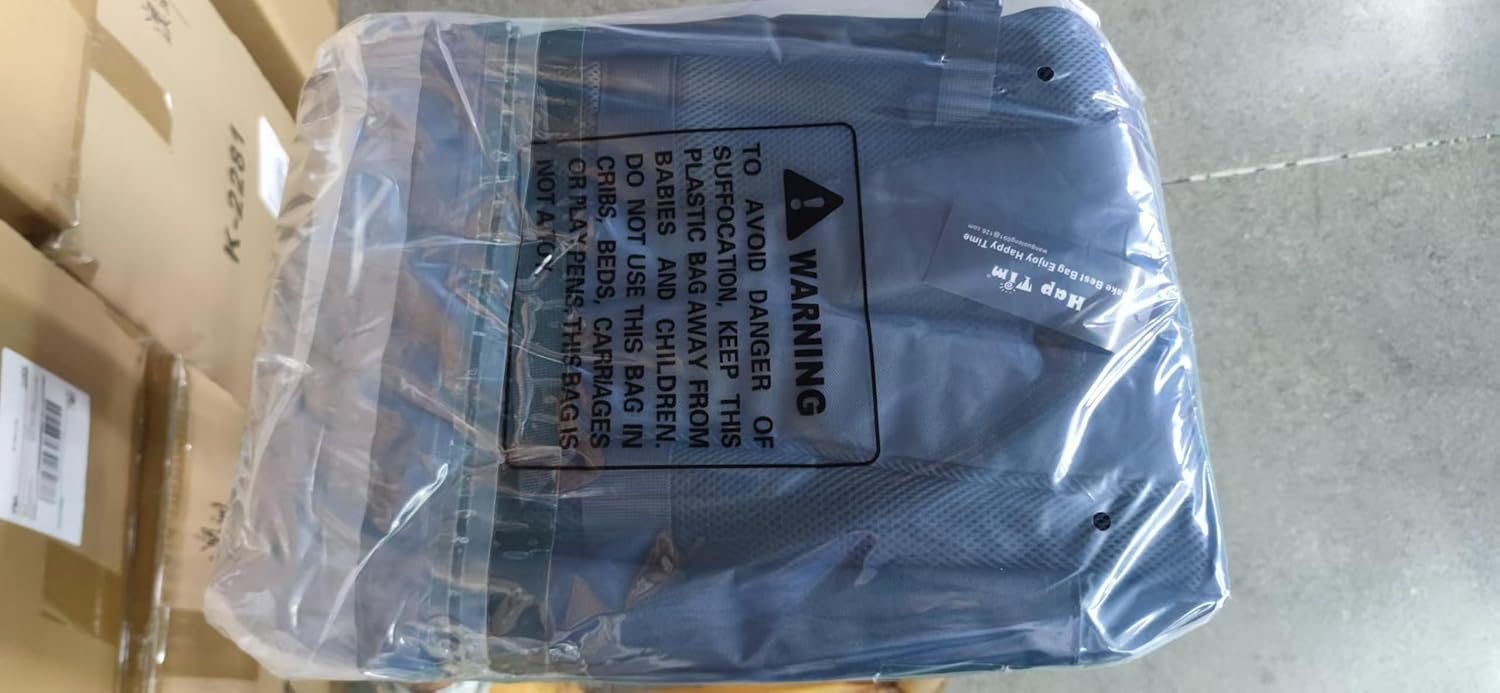 WARNING
TO AVOID DANGER OF
SUFFOCATION, KEEP THIS
PLASTIC BAG AWAY FROM
BABIES AND CHILDREN.
DO NOT USE THIS BAG IN
CRIBS, BEDS, CARRIAGES
OR PLAY PENS. THIS BAG IS
NOT A TOY.
Hap Tim
Best Bag Enjoy Happy Time
K-2281